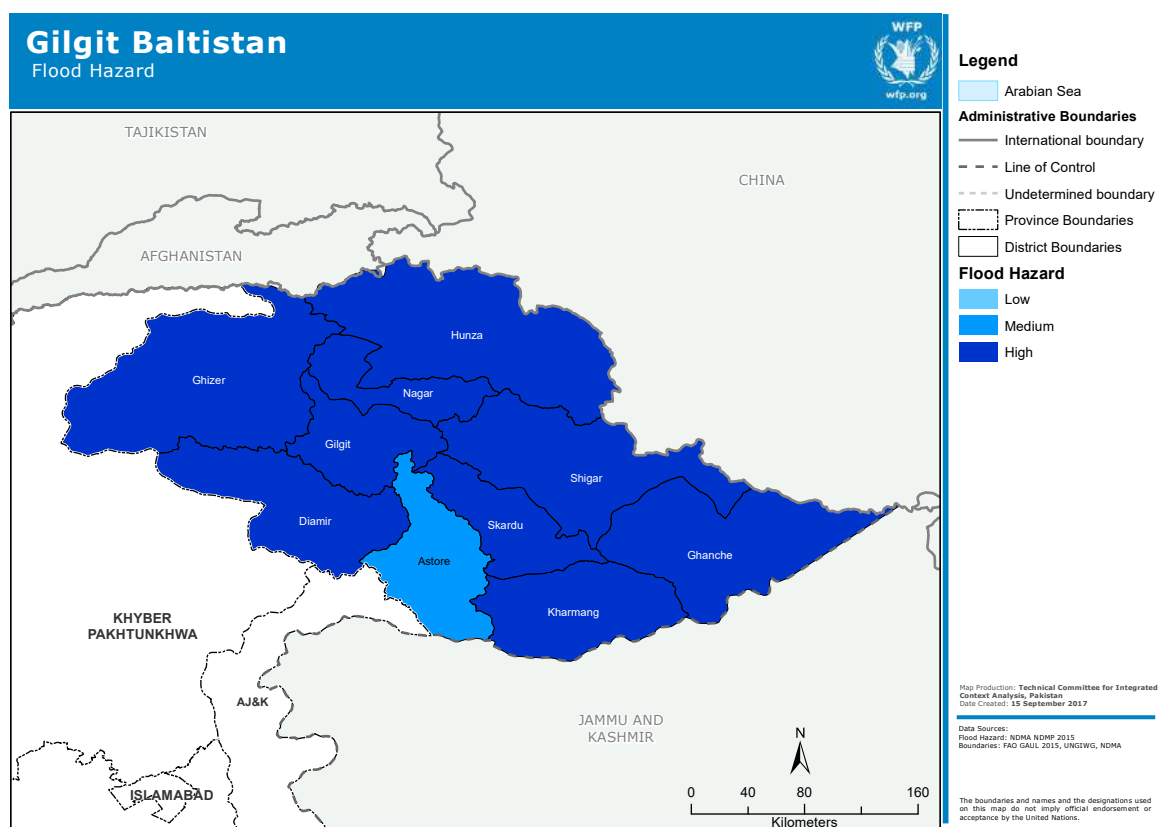 Gilgit Baltistan
Flood Hazard
WFP
wfp.org
TAJIKISTAN
CHINA
AFGHANISTAN
Hunza
Ghizer
Nagar
Gilgit
Shigar
Diamir
Skardu
Ghanche
Astore
Kharmang
KHYBER
PAKHTUNKHWA
AJ&K
JAMMU AND
KASHMIR
ISLAMABAD
N
0 40 80 160
Kilometers
Legend
Arabian Sea
Administrative Boundaries
International boundary
Line of Control
Undetermined boundary
Province Boundaries
District Boundaries
Flood Hazard
Low
Medium
High
Map Production: Technical Committee for Integrated
Context Analysis, Pakistan
Date Created: 15 September 2017
Data Sources:
Flood Hazard: NDMA NDMP 2015
Boundaries: FAO GAUL 2015, UNGIWG, NDMA
The boundaries and names and the designations used
on this map do not imply official endorsement or
acceptance by the United Nations.